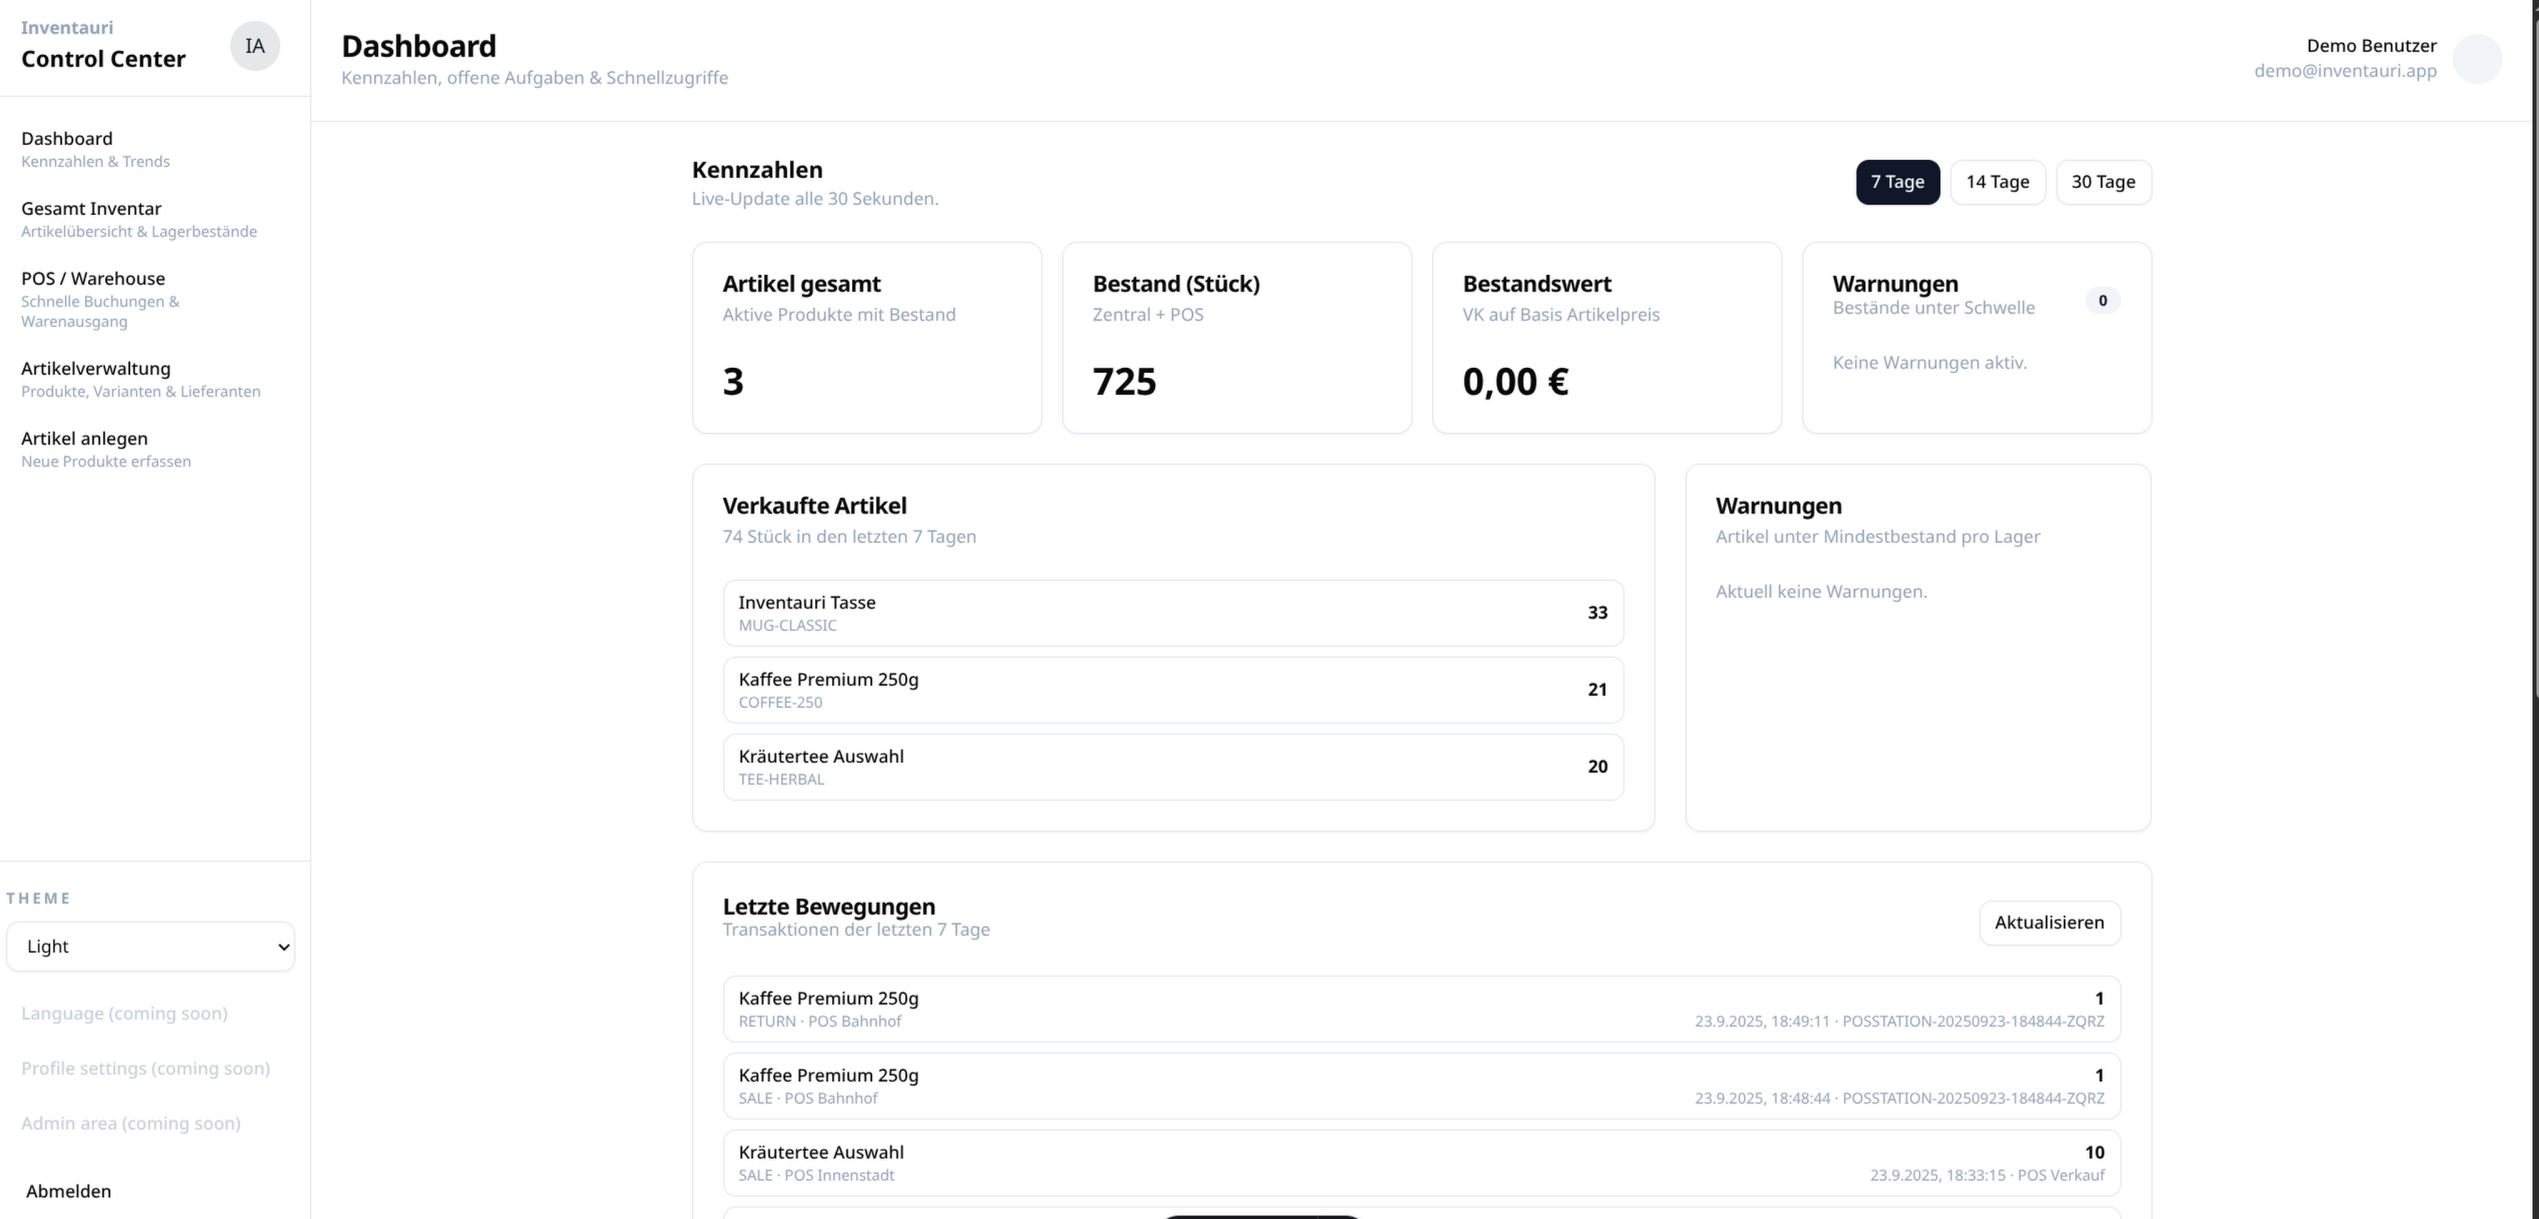 Inventauri
Control Center
IA
Dashboard
Kennzahlen & Trends
Gesamt Inventar
Artikelübersicht & Lagerbestände
POS / Warehouse
Schnelle Buchungen &
Warenausgang
Artikelverwaltung
Produkte, Varianten & Lieferanten
Artikel anlegen
Neue Produkte erfassen
THEME
Light
Language (coming soon)
Profile settings (coming soon)
Admin area (coming soon)
Abmelden
Dashboard
Kennzahlen, offene Aufgaben & Schnellzugriffe
Demo Benutzer
demo@inventauri.app
Kennzahlen
Live-Update alle 30 Sekunden.
7 Tage
14 Tage
30 Tage
Artikel gesamt
Aktive Produkte mit Bestand
3
Bestand (Stück)
Zentral + POS
725
Bestandswert
VK auf Basis Artikelpreis
0,00 €
Warnungen
Bestände unter Schwelle
0
Keine Warnungen aktiv.
Verkaufte Artikel
74 Stück in den letzten 7 Tagen
Inventauri Tasse
MUG-CLASSIC
33
Kaffee Premium 250g
COFFEE-250
21
Kräutertee Auswahl
TEE-HERBAL
20
Warnungen
Artikel unter Mindestbestand pro Lager
Aktuell keine Warnungen.
Letzte Bewegungen
Transaktionen der letzten 7 Tage
Aktualisieren
Kaffee Premium 250g
RETURN · POS Bahnhof
1
23.9.2025, 18:49:11 · POSSTATION-20250923-184844-ZQRZ
Kaffee Premium 250g
SALE · POS Bahnhof
1
23.9.2025, 18:48:44 · POSSTATION-20250923-184844-ZQRZ
Kräutertee Auswahl
SALE · POS Innenstadt
10
23.9.2025, 18:33:15 · POS Verkauf